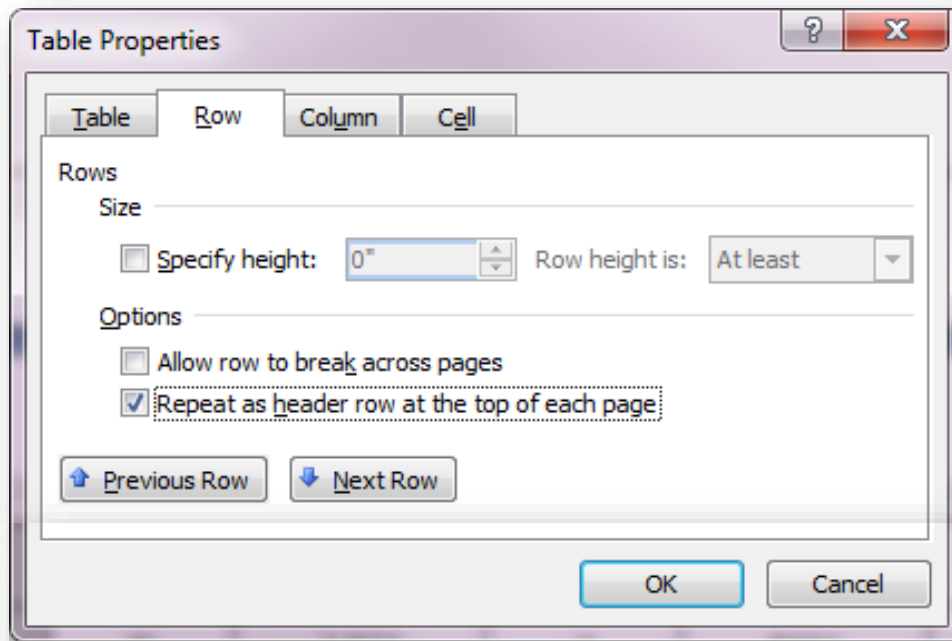 Table Properties
Table Row Column Cell
Rows
Size
Specify height: 0" Row height is: At least
Options
Allow row to break across pages
Repeat as header row at the top of each page
Previous Row Next Row
OK Cancel